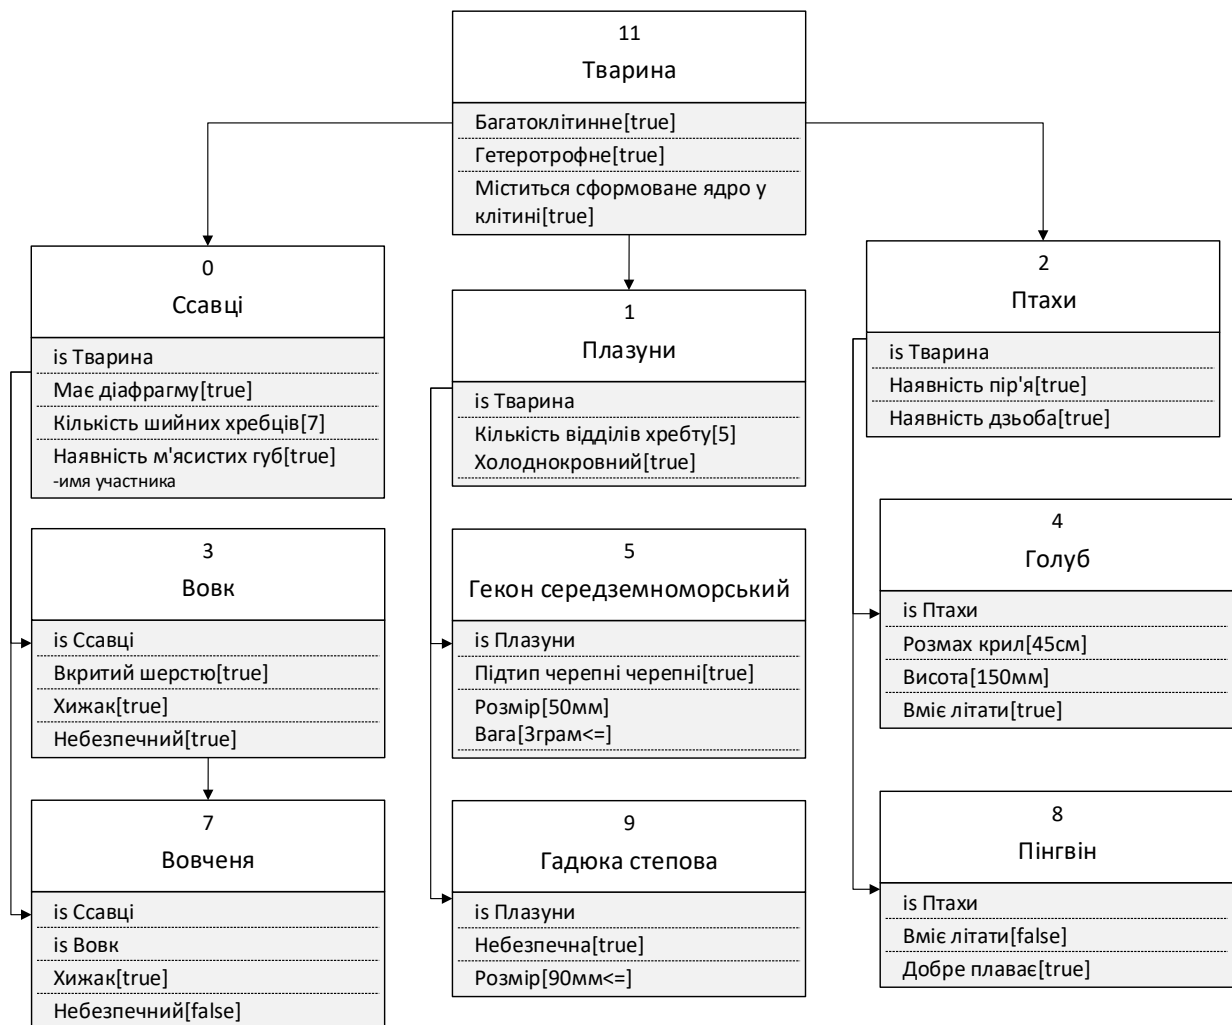 11
Тварина
Багатоклітинне[true]
Гетеротрофне[true]
Міститься сформоване ядро у
клітині[true]
0
Ссавці
is Тварина
Має діафрагму[true]
Кількість шийних хребців[7]
Наявність м'ясистих губ[true]
-имя участника
1
Плазуни
is Тварина
Кількість відділів хребту[5]
Холоднокровний[true]
2
Птахи
is Тварина
Наявність пір'я[true]
Наявність дзьоба[true]
3
Вовк
is Ссавці
Вкритий шерстю[true]
Хижак[true]
Небезпечний[true]
5
Гекон середземноморський
is Плазуни
Підтип черепні черепні[true]
Розмір[50мм]
Вага[3грам<=]
4
Голуб
is Птахи
Розмах крил[45см]
Висота[150мм]
Вміє літати[true]
7
Вовченя
is Ссавці
is Вовк
Хижак[true]
Небезпечний[false]
9
Гадюка степова
is Плазуни
Небезпечна[true]
Розмір[90мм<=]
8
Пінгвін
is Птахи
Вміє літати[false]
Добре плаває[true]